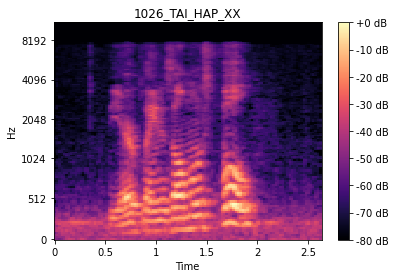 1026_TAI_HAP_XX
8192
4096
2048
1024
512
0
Hz
0
0.5
1
1.5
2
2.5
Time
+0 dB
-10 dB
-20 dB
-30 dB
-40 dB
-50 dB
-60 dB
-70 dB
-80 dB